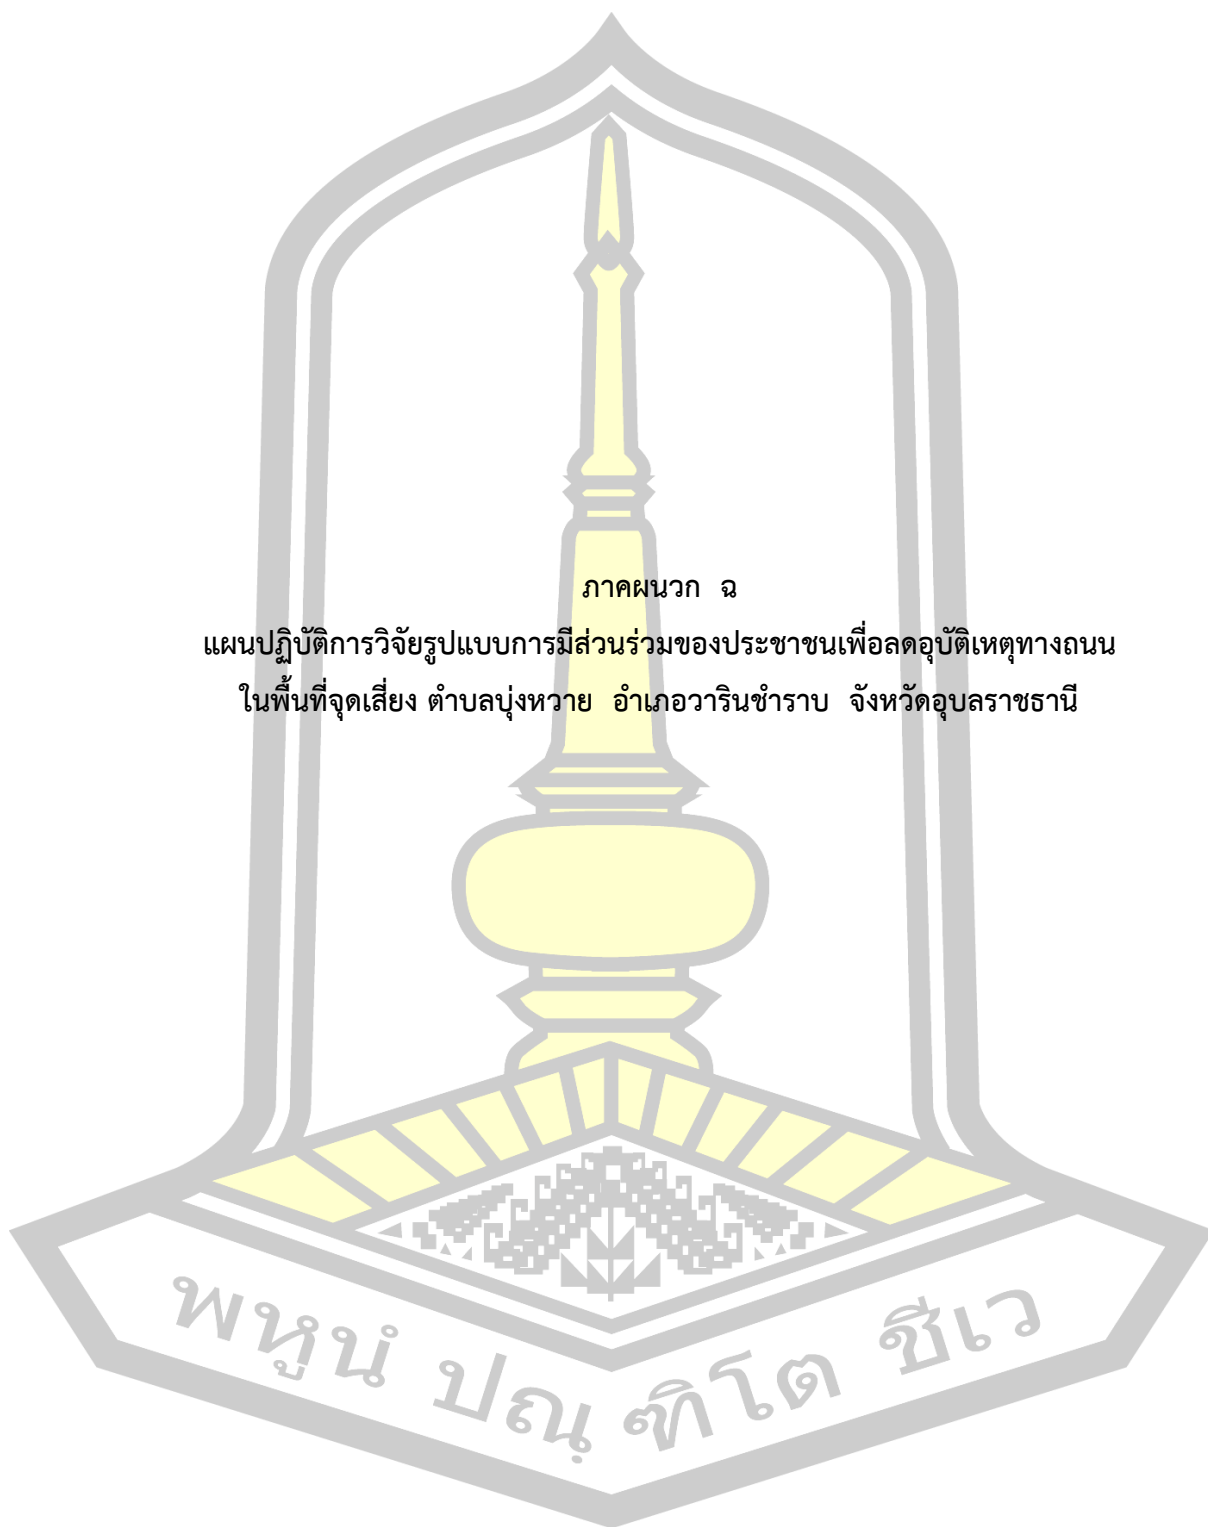 ภาคผนวก ฉ
แผนปฏิบัติการวิจัยรูปแบบการมีส่วนร่วมของประชาชนเพื่อลดอุบัติเหตุทางถนน
ในพื้นที่จุดเสี่ยง ตำบลบุ่งหวาย อำเภอวารินชำราบ จังหวัดอุบลราชธานี
พหูนํ ปณฺฑิโต ชีเว